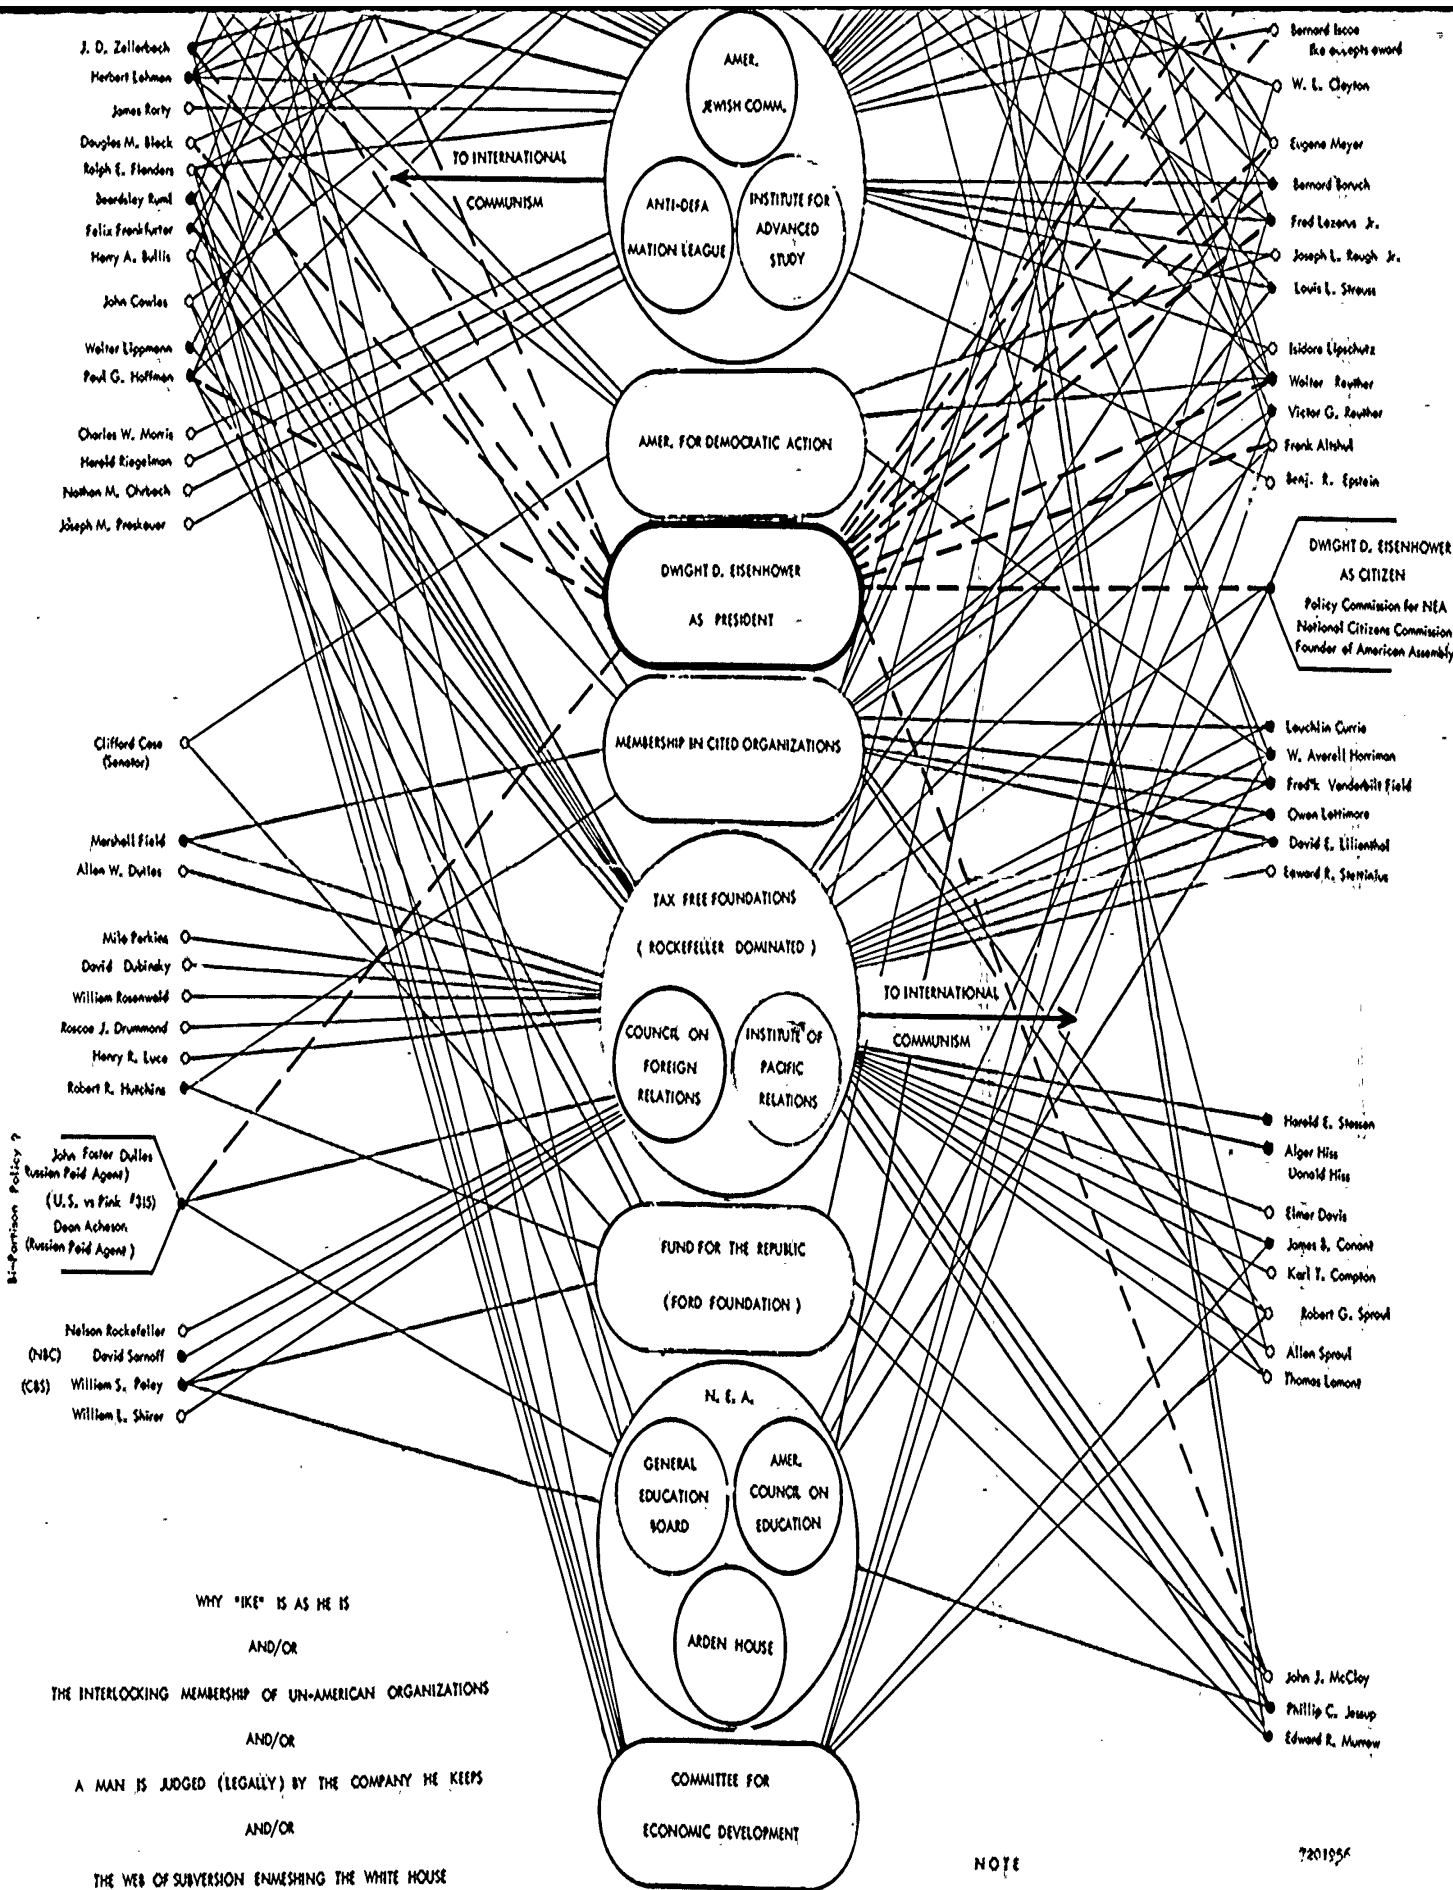 J. D. Zellerbach
Herbert Lehman
James Rorty
Douglas M. Black
Ralph E. Flanders
Beardsley Ruml
Felix Frankfurter
Harry A. Bullis
John Cowles
Walter Lippmann
Paul G. Hoffman
Charles W. Morris
Harold Riegelman
Nathan M. Ohrbach
Joseph M. Proskauer
Clifford Case
(Senator)
Marshall Field
Allen W. Dulles
Milo Perkins
David Dubinsky
William Rosenwald
Roscoe J. Drummond
Henry R. Luce
Robert R. Hutchins
Bi-Partisan Policy ?
John Foster Dulles
Russian Paid Agent)
(U.S. vs Pink #315)
Dean Acheson
(Russian Paid Agent)
Nelson Rockefeller
(NBC) David Sarnoff
(CBS) William S. Paley
William L. Shirer
AMER.
JEWISH COMM.
TO INTERNATIONAL
COMMUNISM
ANTI-DEFA
MATION LEAGUE
INSTITUTE FOR
ADVANCED
STUDY
AMER. FOR DEMOCRATIC ACTION
DWIGHT D. EISENHOWER
AS PRESIDENT
MEMBERSHIP IN CITED ORGANIZATIONS
TAX FREE FOUNDATIONS
( ROCKEFELLER DOMINATED )
TO INTERNATIONAL
COMMUNISM
COUNCIL ON
FOREIGN
RELATIONS
INSTITUTE OF
PACIFIC
RELATIONS
FUND FOR THE REPUBLIC
(FORD FOUNDATION )
N. E. A.
GENERAL
EDUCATION
BOARD
AMER.
COUNCIL ON
EDUCATION
ARDEN HOUSE
COMMITTEE FOR
ECONOMIC DEVELOPMENT
Bernard Iscoe
Ike accepts award
W. L. Clayton
Eugene Meyer
Bernard Baruch
Fred Lazarus Jr.
Joseph L. Rough Jr.
Louis L. Strauss
Isidore Lipschutz
Walter Reuther
Victor G. Reuther
Frank Altshul
Benj. R. Epstein
DWIGHT D. EISENHOWER
AS CITIZEN
Policy Commission for NEA
National Citizens Commission
Founder of American Assembly
Lauchlin Currie
W. Averell Harriman
Fred'k Vanderbilt Field
Owen Lattimore
David E. Lilienthal
Edward R. Stettinius
Harold E. Stassen
Alger Hiss
Donald Hiss
Elmer Davis
James B. Conant
Karl T. Compton
Robert G. Sproul
Allan Sproul
Thomas Lamont
John J. McCloy
Phillip C. Jessup
Edward R. Murrow
WHY "IKE" IS AS HE IS
AND/OR
THE INTERLOCKING MEMBERSHIP OF UN-AMERICAN ORGANIZATIONS
AND/OR
A MAN IS JUDGED (LEGALLY) BY THE COMPANY HE KEEPS
AND/OR
THE WEB OF SUBVERSION ENMESHING THE WHITE HOUSE
NOTE
7201956